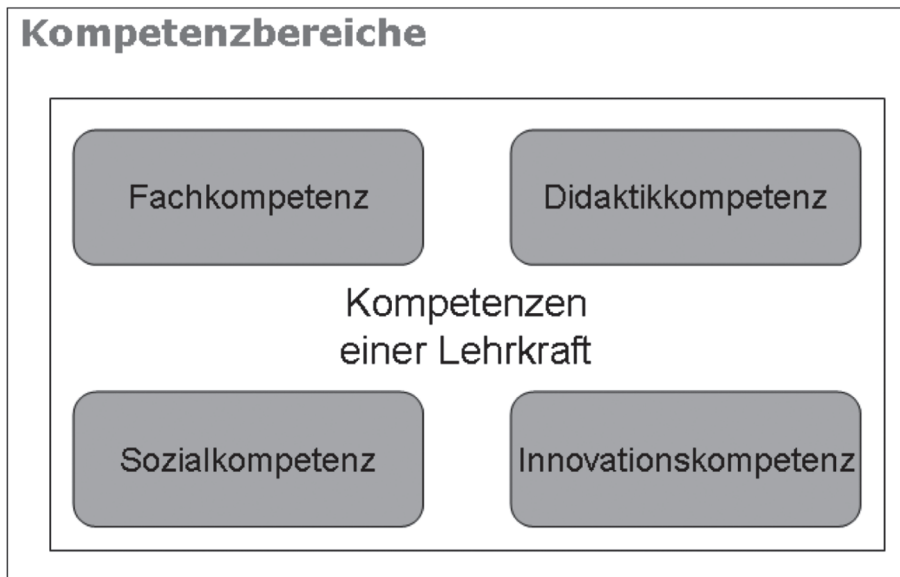 Kompetenzbereiche
Fachkompetenz
Didaktikkompetenz
Kompetenzen
einer Lehrkraft
Sozialkompetenz
Innovationskompetenz